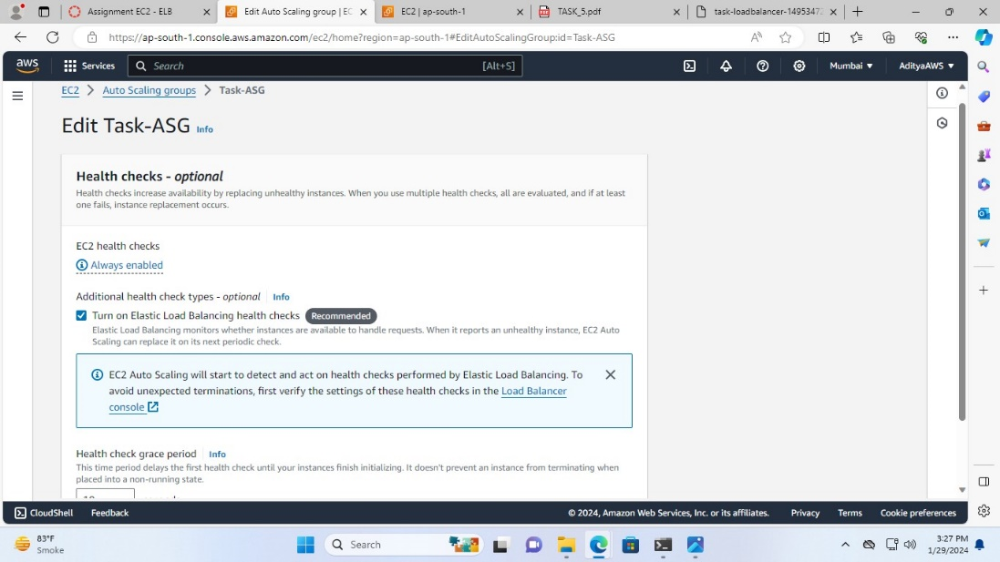 Assignment EC2 - ELB
Edit Auto Scaling group | EC
EC2 | ap-south-1
TASK_5.pdf
task-loadbalancer-1495347
https://ap-south-1.console.aws.amazon.com/ec2/home?region=ap-south-1#EditAutoScalingGroup:id=Task-ASG
aws
Services
Search
[Alt+S]
Mumbai
AdityaAWS
EC2
Auto Scaling groups
Task-ASG
Edit Task-ASG Info
Health checks - optional
Health checks increase availability by replacing unhealthy instances. When you use multiple health checks, all are evaluated, and if at least
one fails, instance replacement occurs.
EC2 health checks
Always enabled
Additional health check types - optional Info
Turn on Elastic Load Balancing health checks Recommended
Elastic Load Balancing monitors whether instances are available to handle requests. When it reports an unhealthy instance, EC2 Auto
Scaling can replace it on its next periodic check.
EC2 Auto Scaling will start to detect and act on health checks performed by Elastic Load Balancing. To
avoid unexpected terminations, first verify the settings of these health checks in the Load Balancer
console
Health check grace period Info
This time period delays the first health check until your instances finish initializing. It doesn't prevent an instance from terminating when
placed into a non-running state.
CloudShell
Feedback
© 2024, Amazon Web Services, Inc. or its affiliates.
Privacy
Terms
Cookie preferences
83°F
Smoke
Search
3:27 PM
1/29/2024